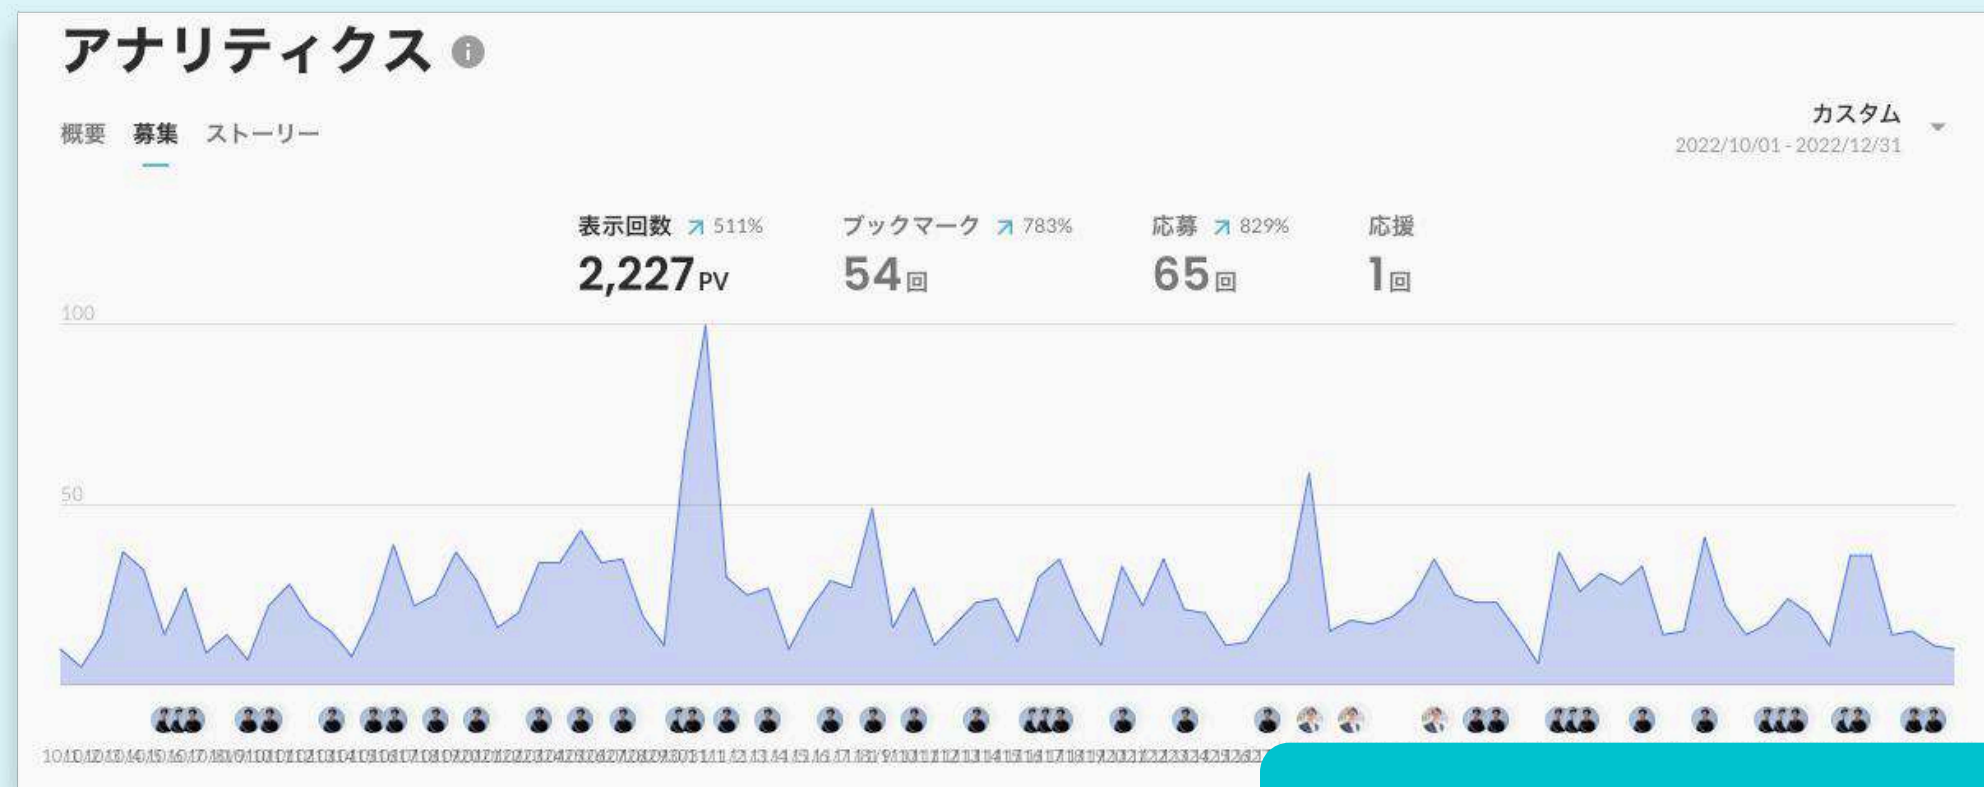 アナリティクス
概要 募集 ストーリー
カスタム
2022/10/01 - 2022/12/31
表示回数 511% ブックマーク 783% 応募 829% 応援
2,227 PV 54回 65回 1回
100
50